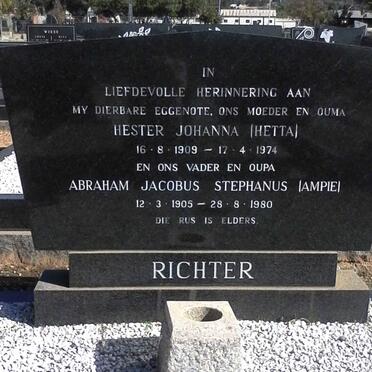 WIESE
IN
LIEFDEVOLLE HERINNERING AAN
MY DIERBARE EGGENOTE, ONS MOEDER EN OUMA
HESTER JOHANNA (HETTA)
16·8·1909 – 17·4·1974
EN ONS VADER EN OUPA
ABRAHAM JACOBUS STEPHANUS (AMPIE)
12·3·1905 – 28·8·1980
DIE RUS IS ELDERS.
RICHTER